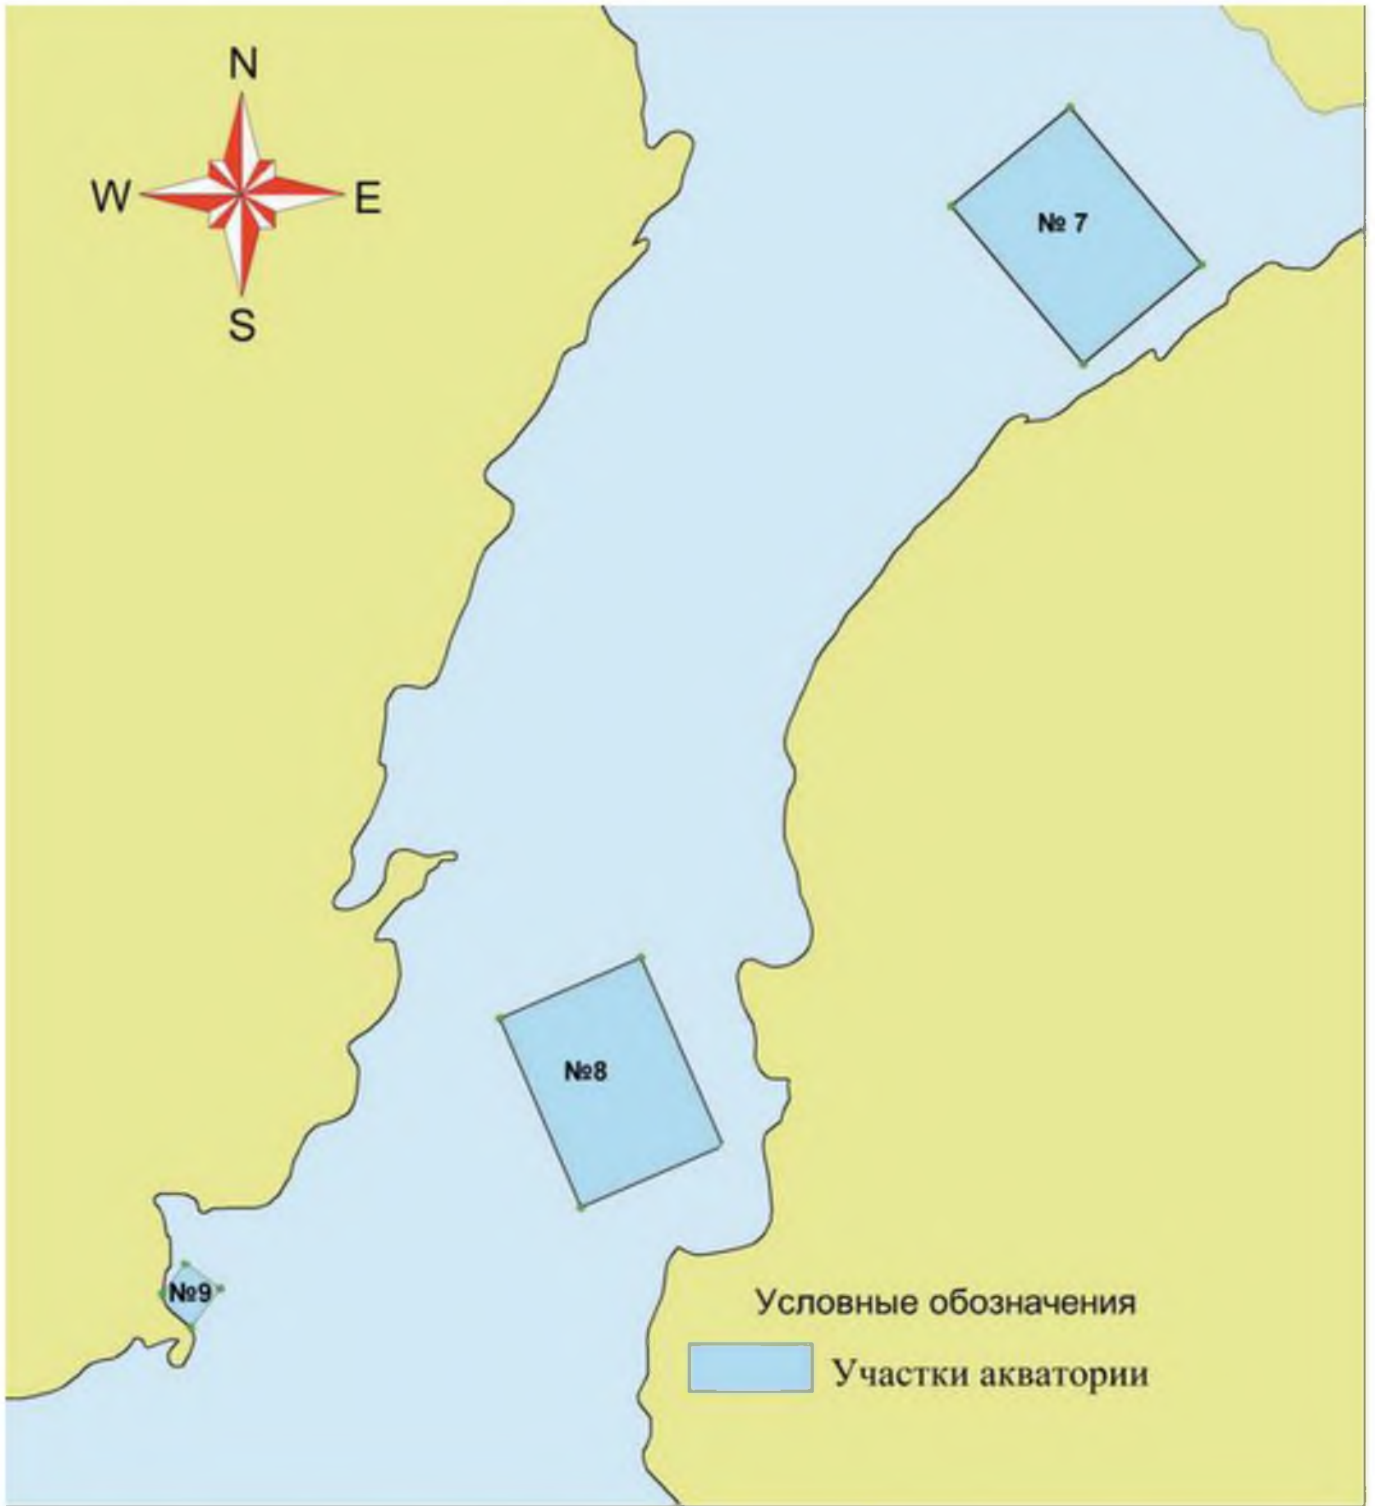 N
W E
S
№ 7
№8
№9
Условные обозначения
Участки акватории